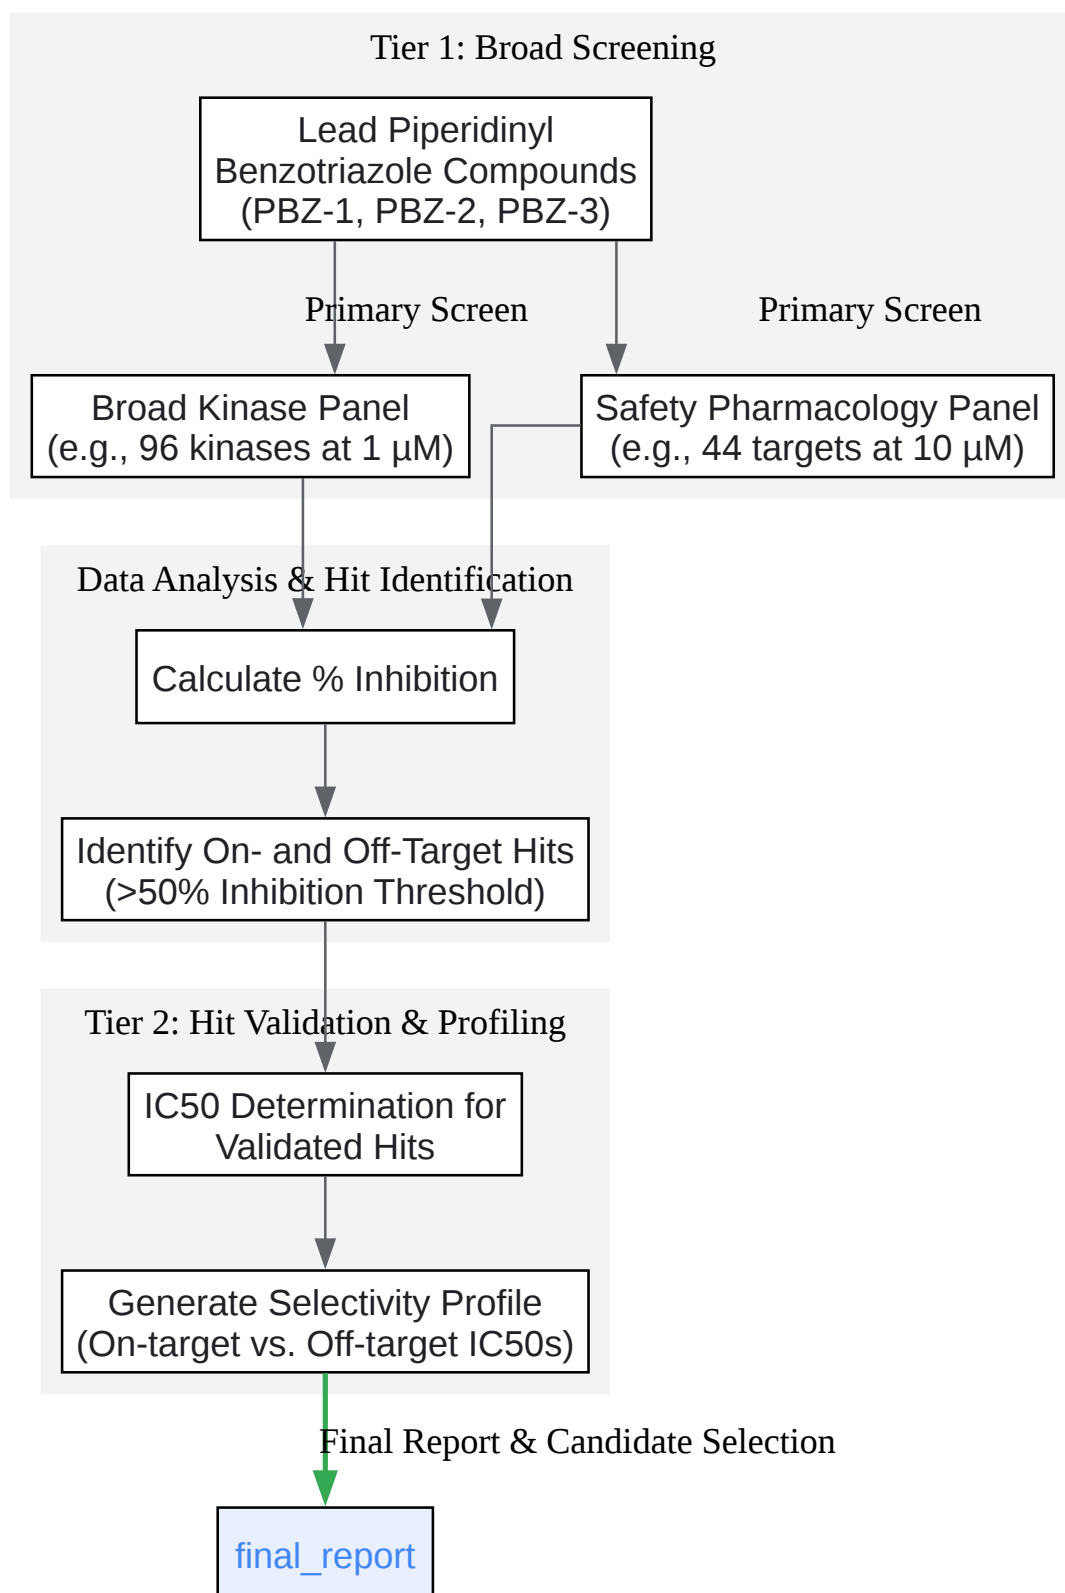 Tier 1: Broad Screening
Lead Piperidinyl
Benzotriazole Compounds
(PBZ-1, PBZ-2, PBZ-3)
Primary Screen
Primary Screen
Broad Kinase Panel
(e.g., 96 kinases at 1 µM)
Safety Pharmacology Panel
(e.g., 44 targets at 10 µM)
Data Analysis & Hit Identification
Calculate % Inhibition
Identify On- and Off-Target Hits
(>50% Inhibition Threshold)
Tier 2: Hit Validation & Profiling
IC50 Determination for
Validated Hits
Generate Selectivity Profile
(On-target vs. Off-target IC50s)
Final Report & Candidate Selection
final_report